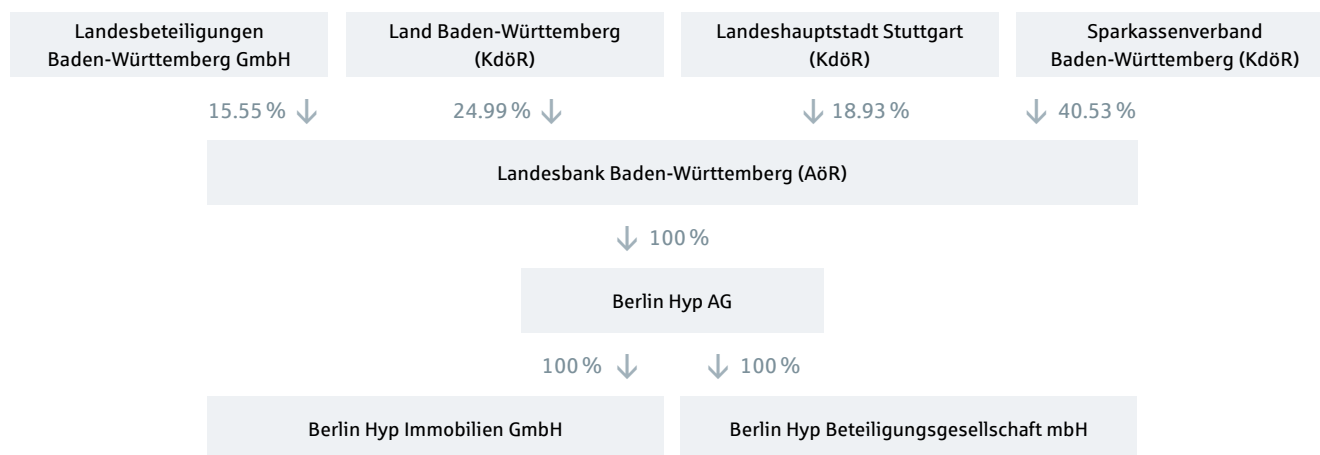 Landesbeteiligungen
Baden-Württemberg GmbH
Land Baden-Württemberg
(KdöR)
Landeshauptstadt Stuttgart
(KdöR)
Sparkassenverband
Baden-Württemberg (KdöR)
15.55 %
24.99 %
18.93 %
40.53 %
Landesbank Baden-Württemberg (AöR)
100 %
Berlin Hyp AG
100 %
100 %
Berlin Hyp Immobilien GmbH
Berlin Hyp Beteiligungsgesellschaft mbH